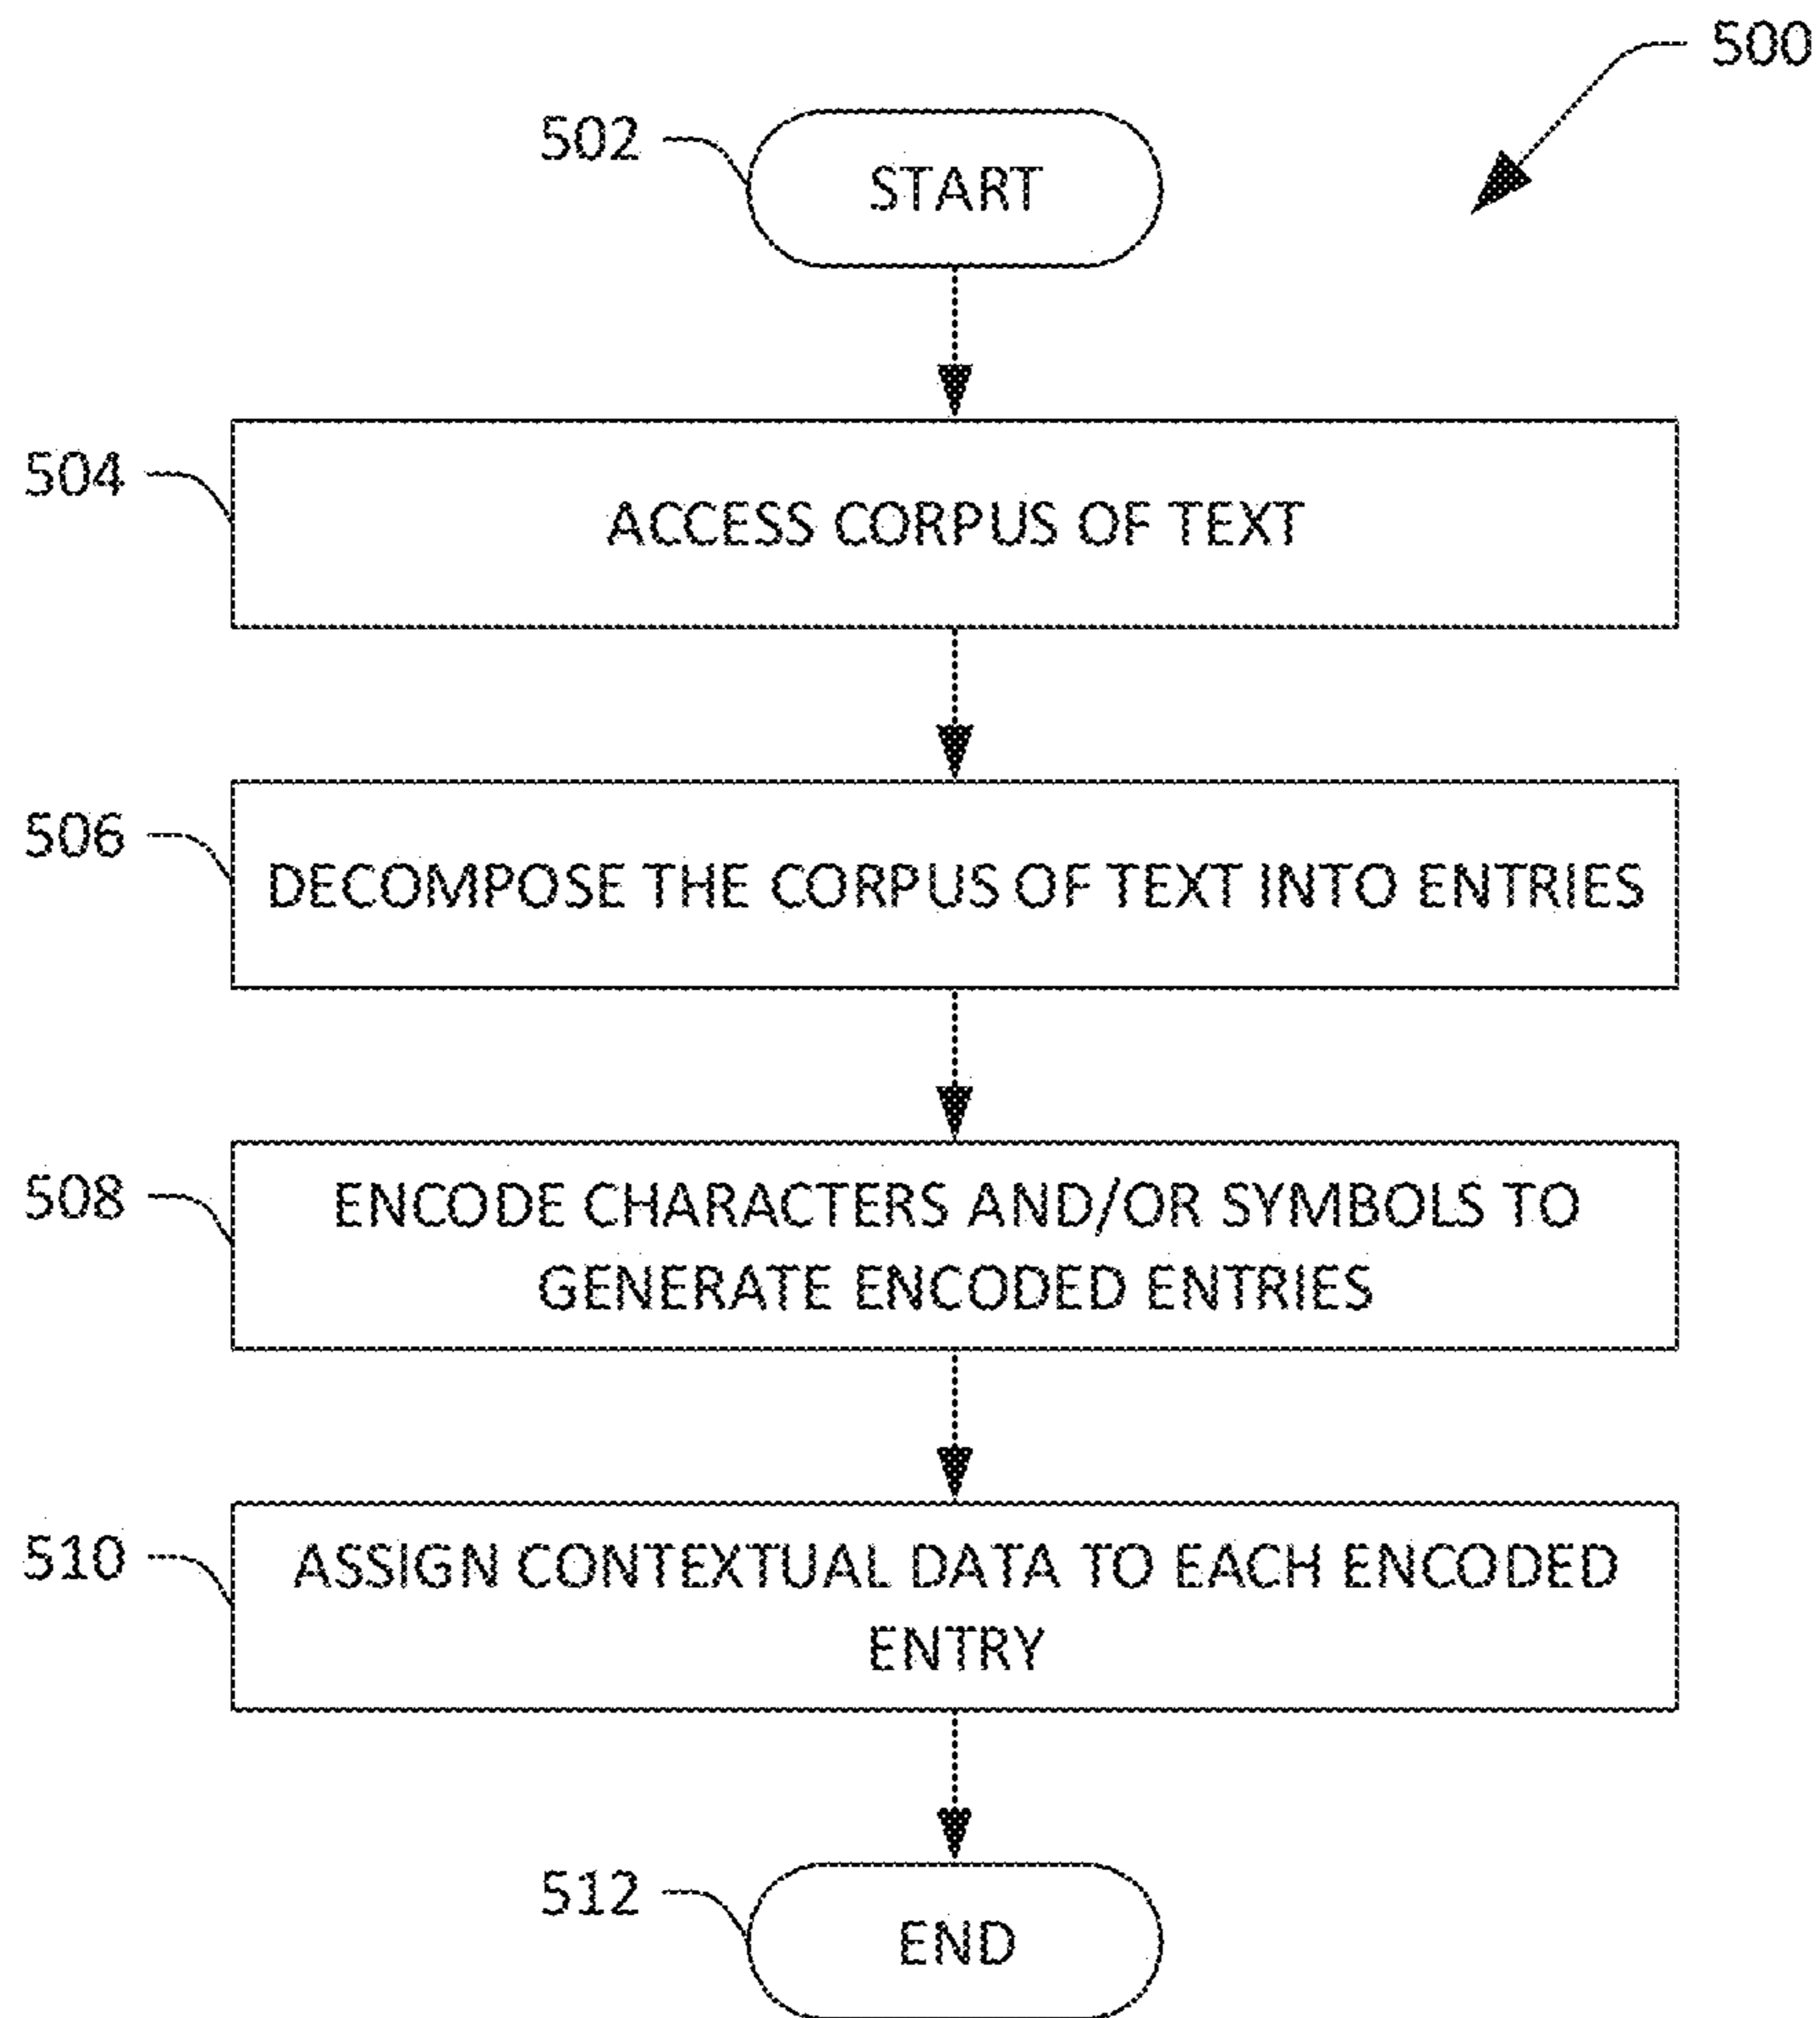 500
502
START
504
ACCESS CORPUS OF TEXT
506
DECOMPOSE THE CORPUS OF TEXT INTO ENTRIES
508
ENCODE CHARACTERS AND/OR SYMBOLS TO
GENERATE ENCODED ENTRIES
510
ASSIGN CONTEXTUAL DATA TO EACH ENCODED
ENTRY
512
END